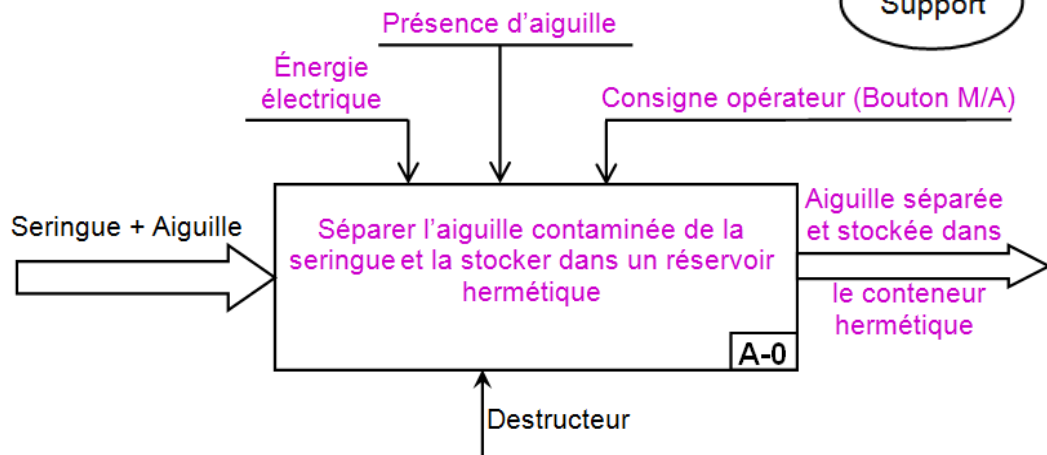 Support
Présence d'aiguille
Énergie
électrique
Consigne opérateur (Bouton M/A)
Seringue + Aiguille
Séparer l'aiguille contaminée de la
seringue et la stocker dans un réservoir
hermétique
A-0
Aiguille séparée
et stockée dans
le conteneur
hermétique
Destructeur